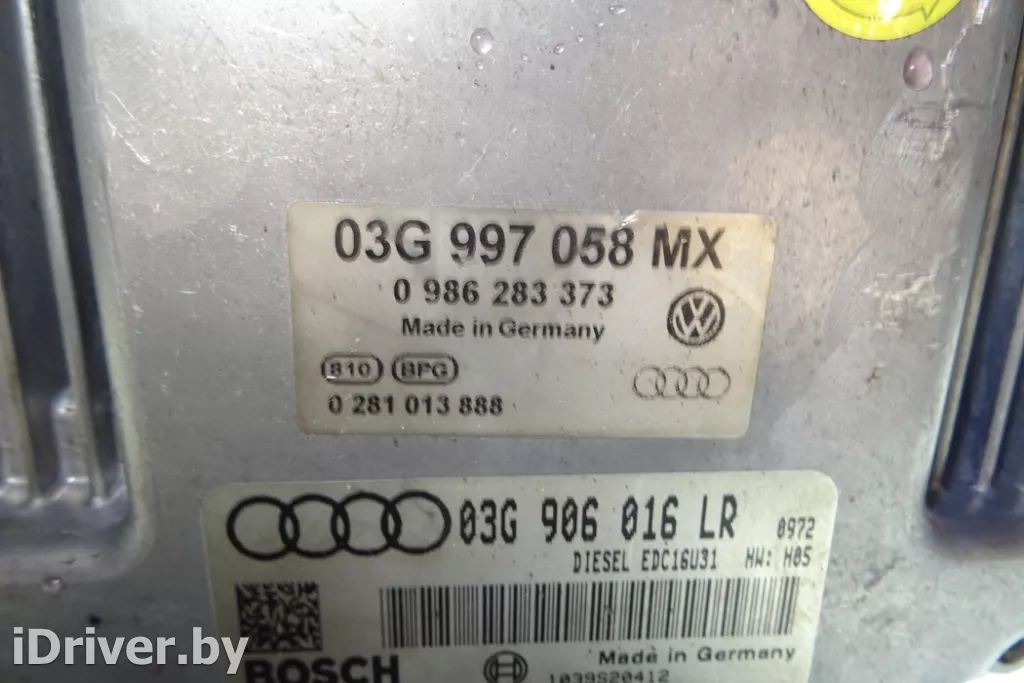 03G 997 058 MX
0 986 283 373
Made in Germany
810 BPG
0 281 013 888
03G 906 016 LR 0972
DIESEL EDC16U31 HW: H05
Made in Germany
BOSCH
1039S20412
iDriver.by